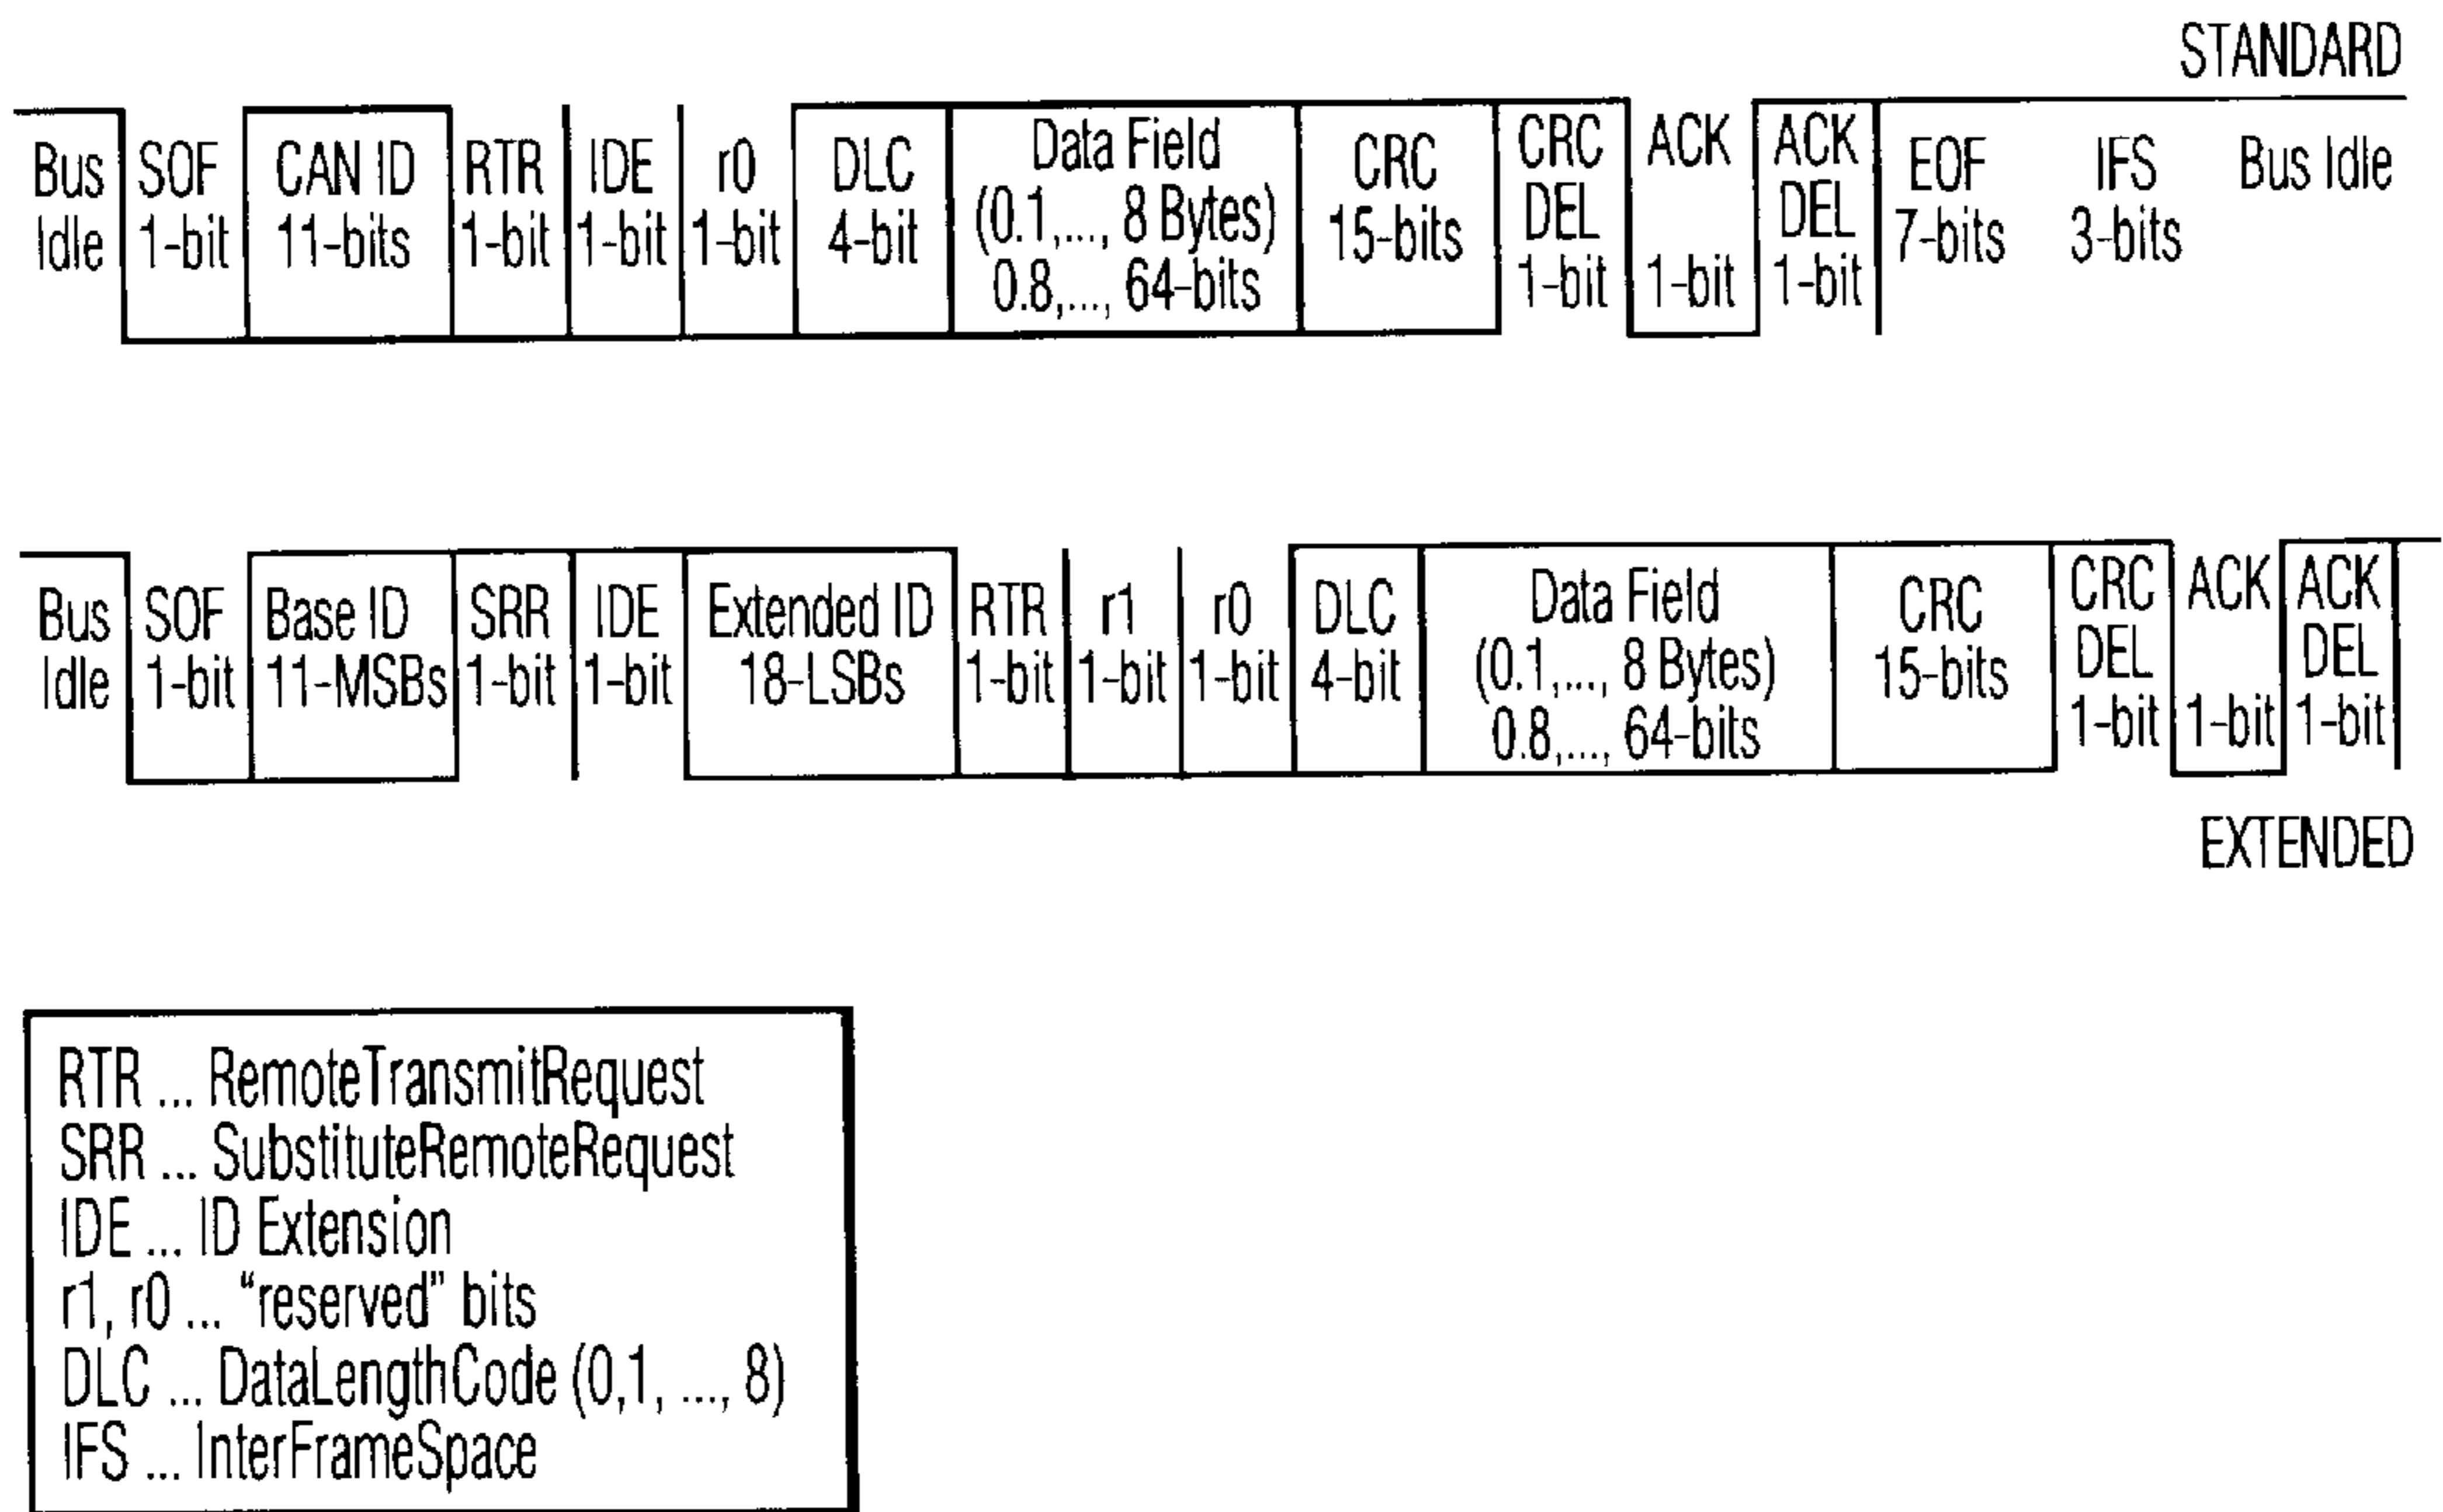 STANDARD
Bus Idle
SOF 1-bit
CAN ID 11-bits
RTR 1-bit
IDE 1-bit
r0 1-bit
DLC 4-bit
Data Field
(0.1,..., 8 Bytes)
0.8,..., 64-bits
CRC 15-bits
CRC DEL 1-bit
ACK 1-bit
ACK DEL 1-bit
EOF 7-bits
IFS 3-bits
Bus Idle
Bus Idle
SOF 1-bit
Base ID 11-MSBs
SRR 1-bit
IDE 1-bit
Extended ID 18-LSBs
RTR 1-bit
r1 1-bit
r0 1-bit
DLC 4-bit
Data Field
(0.1,..., 8 Bytes)
0.8,..., 64-bits
CRC 15-bits
CRC DEL 1-bit
ACK 1-bit
ACK DEL 1-bit
EXTENDED
RTR ... RemoteTransmitRequest
SRR ... SubstituteRemoteRequest
IDE ... ID Extension
r1, r0 ... “reserved” bits
DLC ... DataLengthCode (0,1, ..., 8)
IFS ... InterFrameSpace